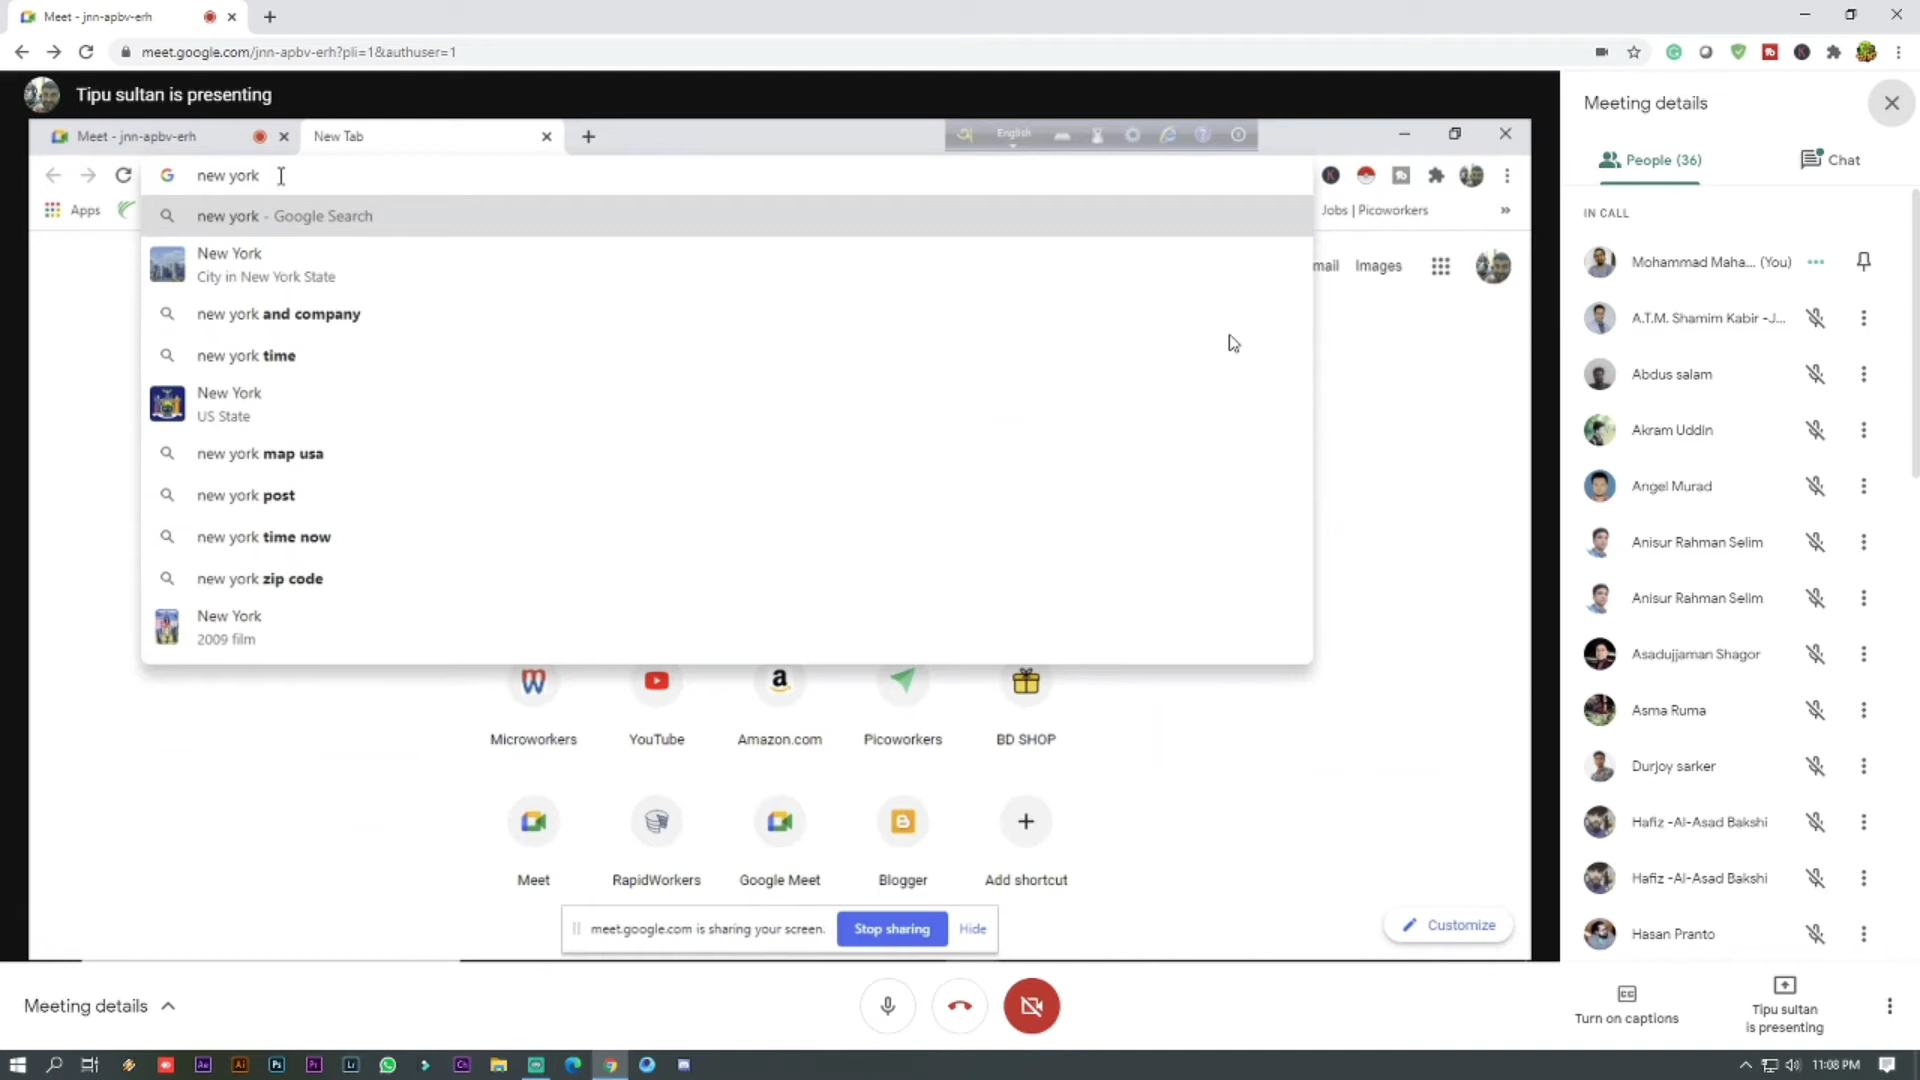 Meet - jnn-apbv-erh
meet.google.com/jnn-apbv-erh?pli=1&authuser=1
Tipu sultan is presenting
Meet - jnn-apbv-erh
New Tab
English
new york
Apps
Jobs | Picoworkers
new york - Google Search
New York
City in New York State
new york and company
new york time
New York
US State
new york map usa
new york post
new york time now
new york zip code
New York
2009 film
mail Images
Microworkers YouTube Amazon.com Picoworkers BD SHOP
Meet RapidWorkers Google Meet Blogger Add shortcut
meet.google.com is sharing your screen. Stop sharing Hide
Customize
Meeting details
People (36) Chat
IN CALL
Mohammad Maha... (You)
A.T.M. Shamim Kabir -J...
Abdus salam
Akram Uddin
Angel Murad
Anisur Rahman Selim
Anisur Rahman Selim
Asadujjaman Shagor
Asma Ruma
Durjoy sarker
Hafiz -Al-Asad Bakshi
Hafiz -Al-Asad Bakshi
Hasan Pranto
Meeting details
Turn on captions
Tipu sultan
is presenting
Ae Ai Ps Pr Lr Ch
11:08 PM